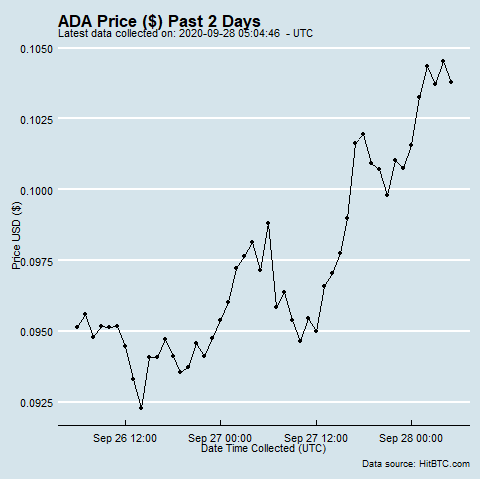 ADA Price ($) Past 2 Days
Latest data collected on: 2020-09-28 05:04:46 - UTC
0.1050
0.1025
0.1000
0.0975
0.0950
0.0925
Price USD ($)
Sep 26 12:00 Sep 27 00:00 Sep 27 12:00 Sep 28 00:00
Date Time Collected (UTC)
Data source: HitBTC.com